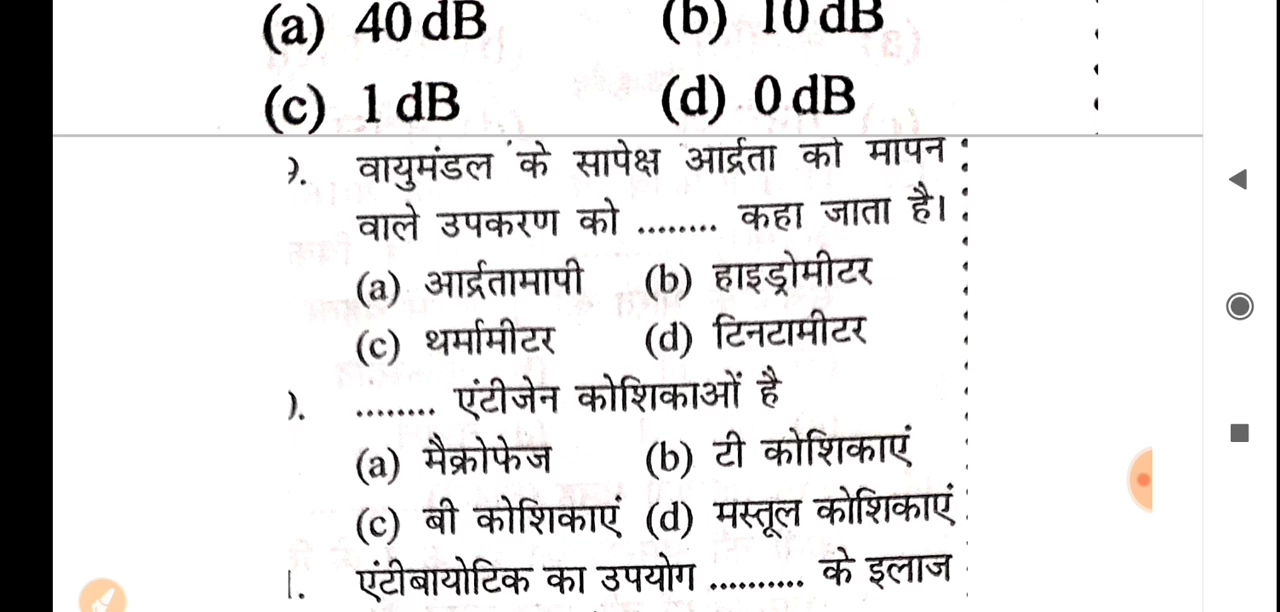 (a) 40 dB (b) 10 dB
(c) 1 dB (d) 0 dB
). वायुमंडल के सापेक्ष आर्द्रता को मापन
वाले उपकरण को ........ कहा जाता है।
(a) आर्द्रतामापी (b) हाइड्रोमीटर
(c) थर्मामीटर (d) टिनटामीटर
). ........ एंटीजेन कोशिकाओं है
(a) मैक्रोफेज (b) टी कोशिकाएं
(c) बी कोशिकाएं (d) मस्तूल कोशिकाएं
. एंटीबायोटिक का उपयोग .......... के इलाज